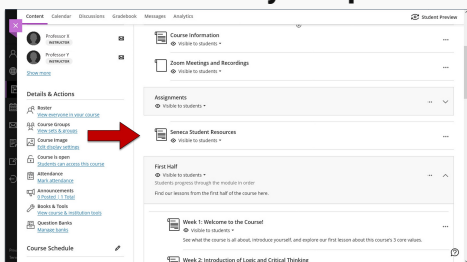 Content Calendar Discussions Gradebook Messages Analytics
Student Preview
Professor X
INSTRUCTOR
Professor Y
INSTRUCTOR
Show more
Details & Actions
Roster
View everyone in your course
Course Groups
View sets & groups
Course Image
Edit display settings
Course is open
Students can access this course
Attendance
Mark attendance
Announcements
0 Posted | 1 Total
Books & Tools
View course & institution tools
Question Banks
Manage banks
Course Schedule
Course Information
Visible to students
Zoom Meetings and Recordings
Visible to students
Assignments
Visible to students
Seneca Student Resources
Visible to students
First Half
Visible to students
Students progress through the module in order
Find our lessons from the first half of the course here.
Week 1: Welcome to the Course!
Visible to students
See what the course is all about, introduce yourself, and explore our first lesson about this course's 3 core values.
Week 2: Introduction of Logic and Critical Thinking